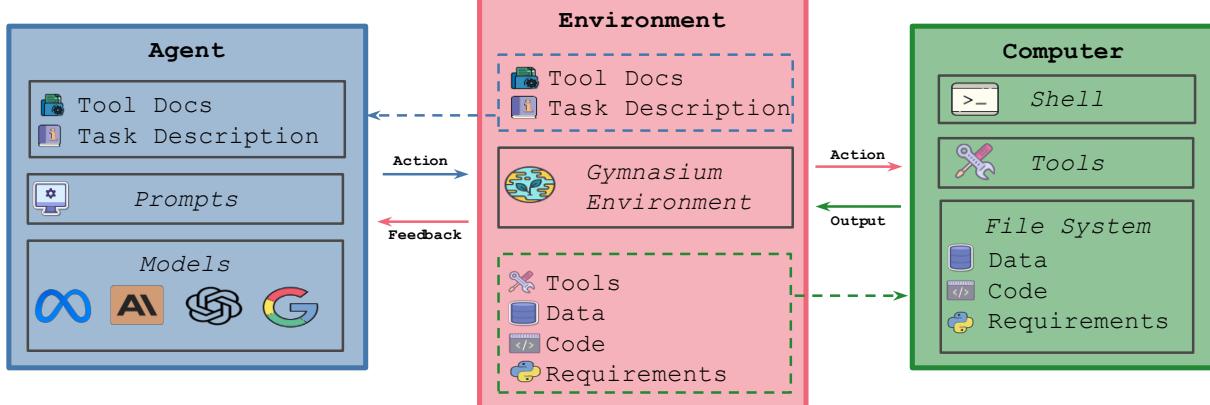 Agent
Tool Docs
Task Description
Prompts
Models
AI
Action
Feedback
Environment
Tool Docs
Task Description
Gymnasium
Environment
Tools
Data
Code
Requirements
Action
Output
Computer
>_ Shell
Tools
File System
Data
</> Code
Requirements